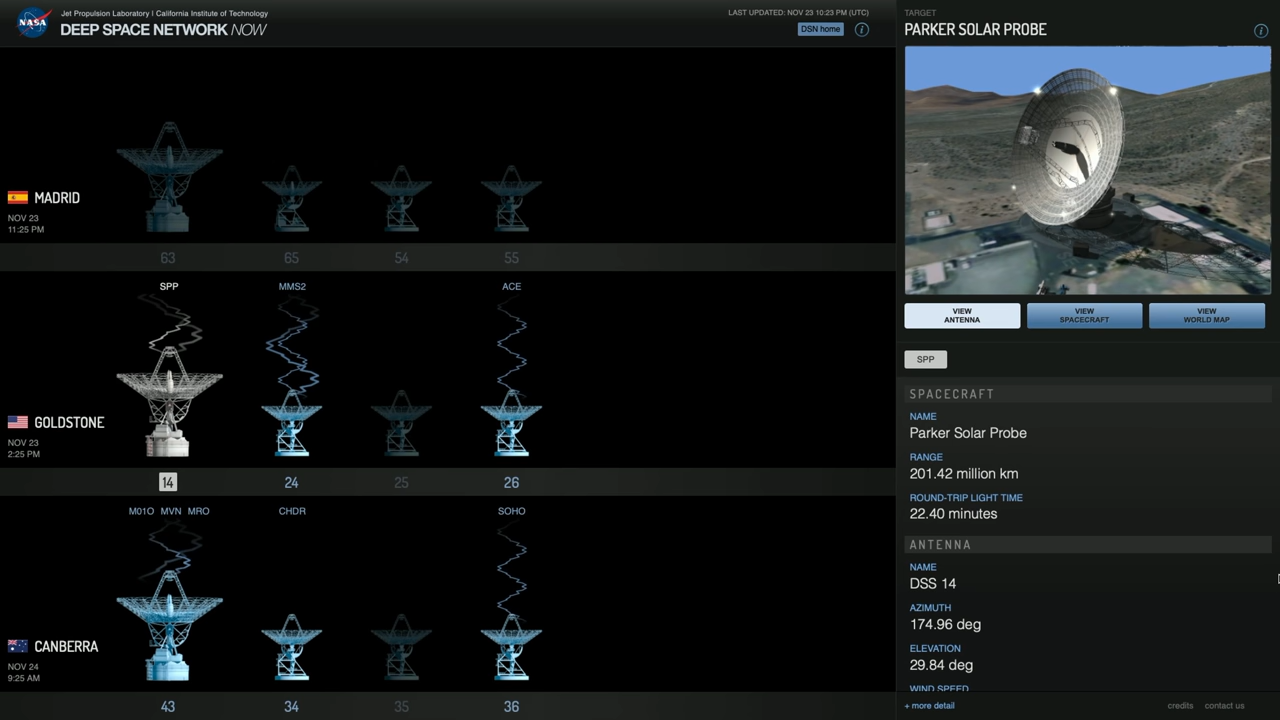 NASA
Jet Propulsion Laboratory | California Institute of Technology
DEEP SPACE NETWORK NOW
LAST UPDATED: NOV 23 10:23 PM (UTC)
DSN home
i
MADRID
NOV 23
11:25 PM
63 65 54 55
SPP MMS2 ACE
GOLDSTONE
NOV 23
2:25 PM
14 24 25 26
M01O MVN MRO CHDR SOHO
CANBERRA
NOV 24
9:25 AM
43 34 35 36
TARGET
PARKER SOLAR PROBE
i
VIEW
ANTENNA
VIEW
SPACECRAFT
VIEW
WORLD MAP
SPP
SPACECRAFT
NAME
Parker Solar Probe
RANGE
201.42 million km
ROUND-TRIP LIGHT TIME
22.40 minutes
ANTENNA
NAME
DSS 14
AZIMUTH
174.96 deg
ELEVATION
29.84 deg
WIND SPEED
+ more detail
credits contact us